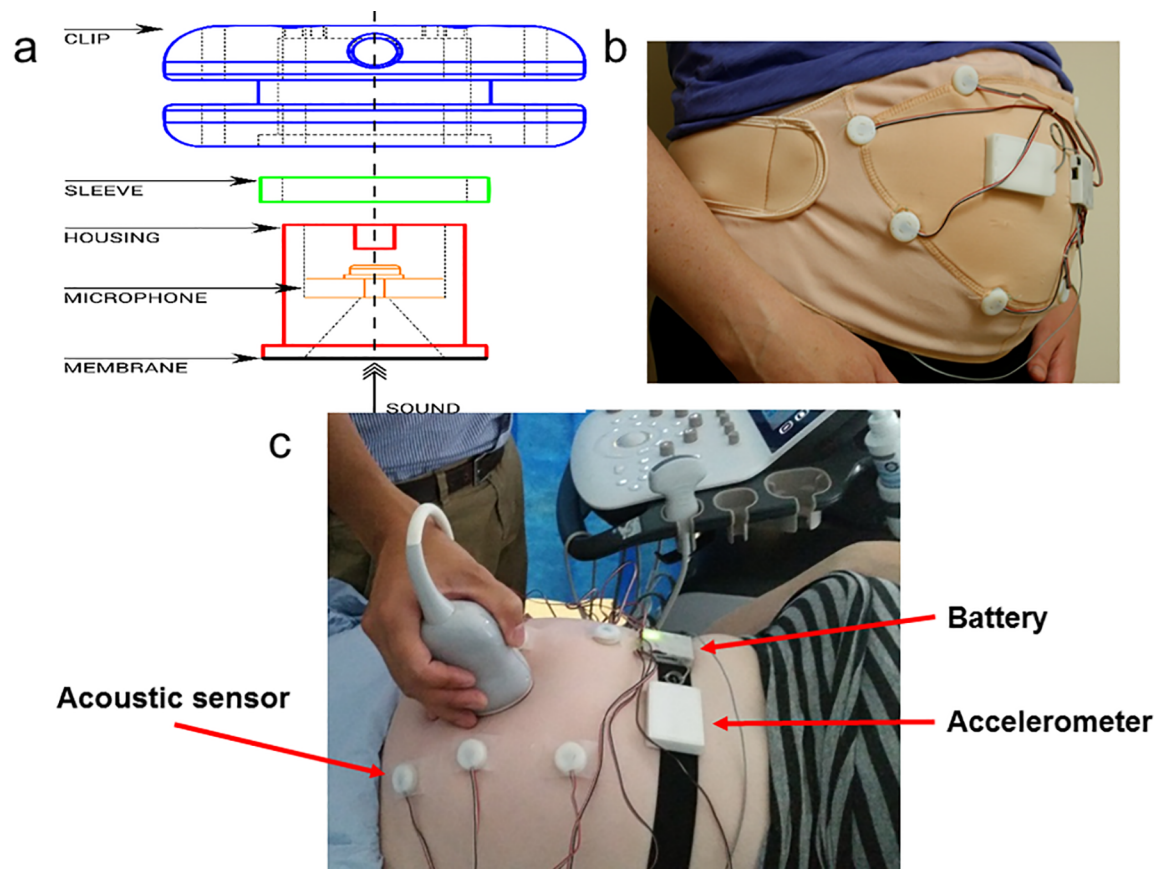 a
CLIP
SLEEVE
HOUSING
MICROPHONE
MEMBRANE
SOUND
b
c
Battery
Acoustic sensor
Accelerometer